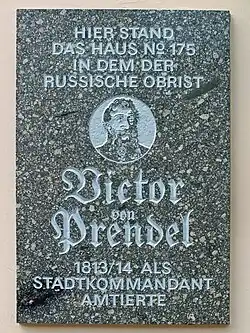 HIER STAND
DAS HAUS No 175
IN DEM DER
RUSSISCHE OBRIST
Victor
von
Prendel
1813/14 ALS
STADTKOMMANDANT
AMTIERTE